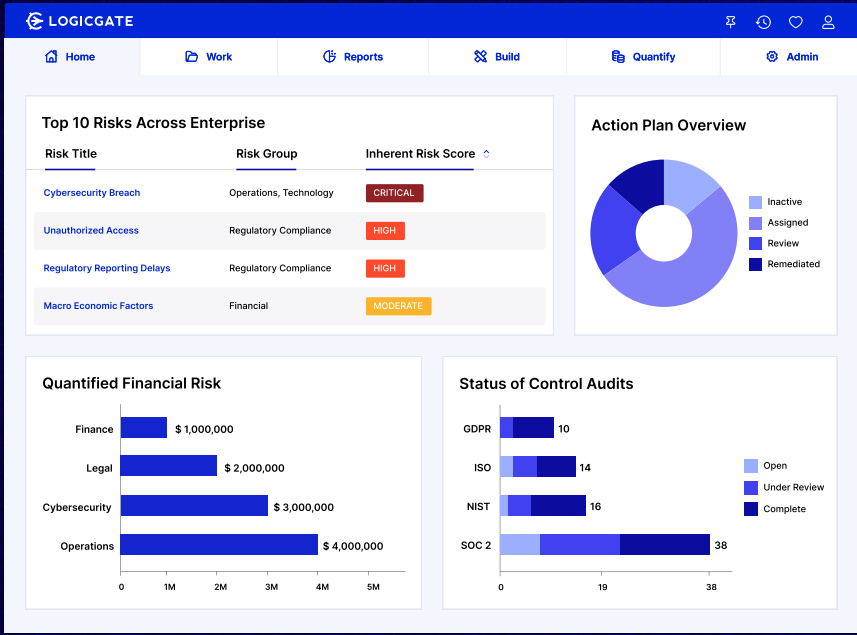 LOGICGATE
Home Work Reports Build Quantify Admin
Top 10 Risks Across Enterprise
Risk Title Risk Group Inherent Risk Score
Cybersecurity Breach Operations, Technology CRITICAL
Unauthorized Access Regulatory Compliance HIGH
Regulatory Reporting Delays Regulatory Compliance HIGH
Macro Economic Factors Financial MODERATE
Action Plan Overview
Inactive
Assigned
Review
Remediated
Quantified Financial Risk
Finance $ 1,000,000
Legal $ 2,000,000
Cybersecurity $ 3,000,000
Operations $ 4,000,000
0 1M 2M 3M 4M 5M
Status of Control Audits
GDPR 10
ISO 14
NIST 16
SOC 2 38
0 19 38
Open
Under Review
Complete